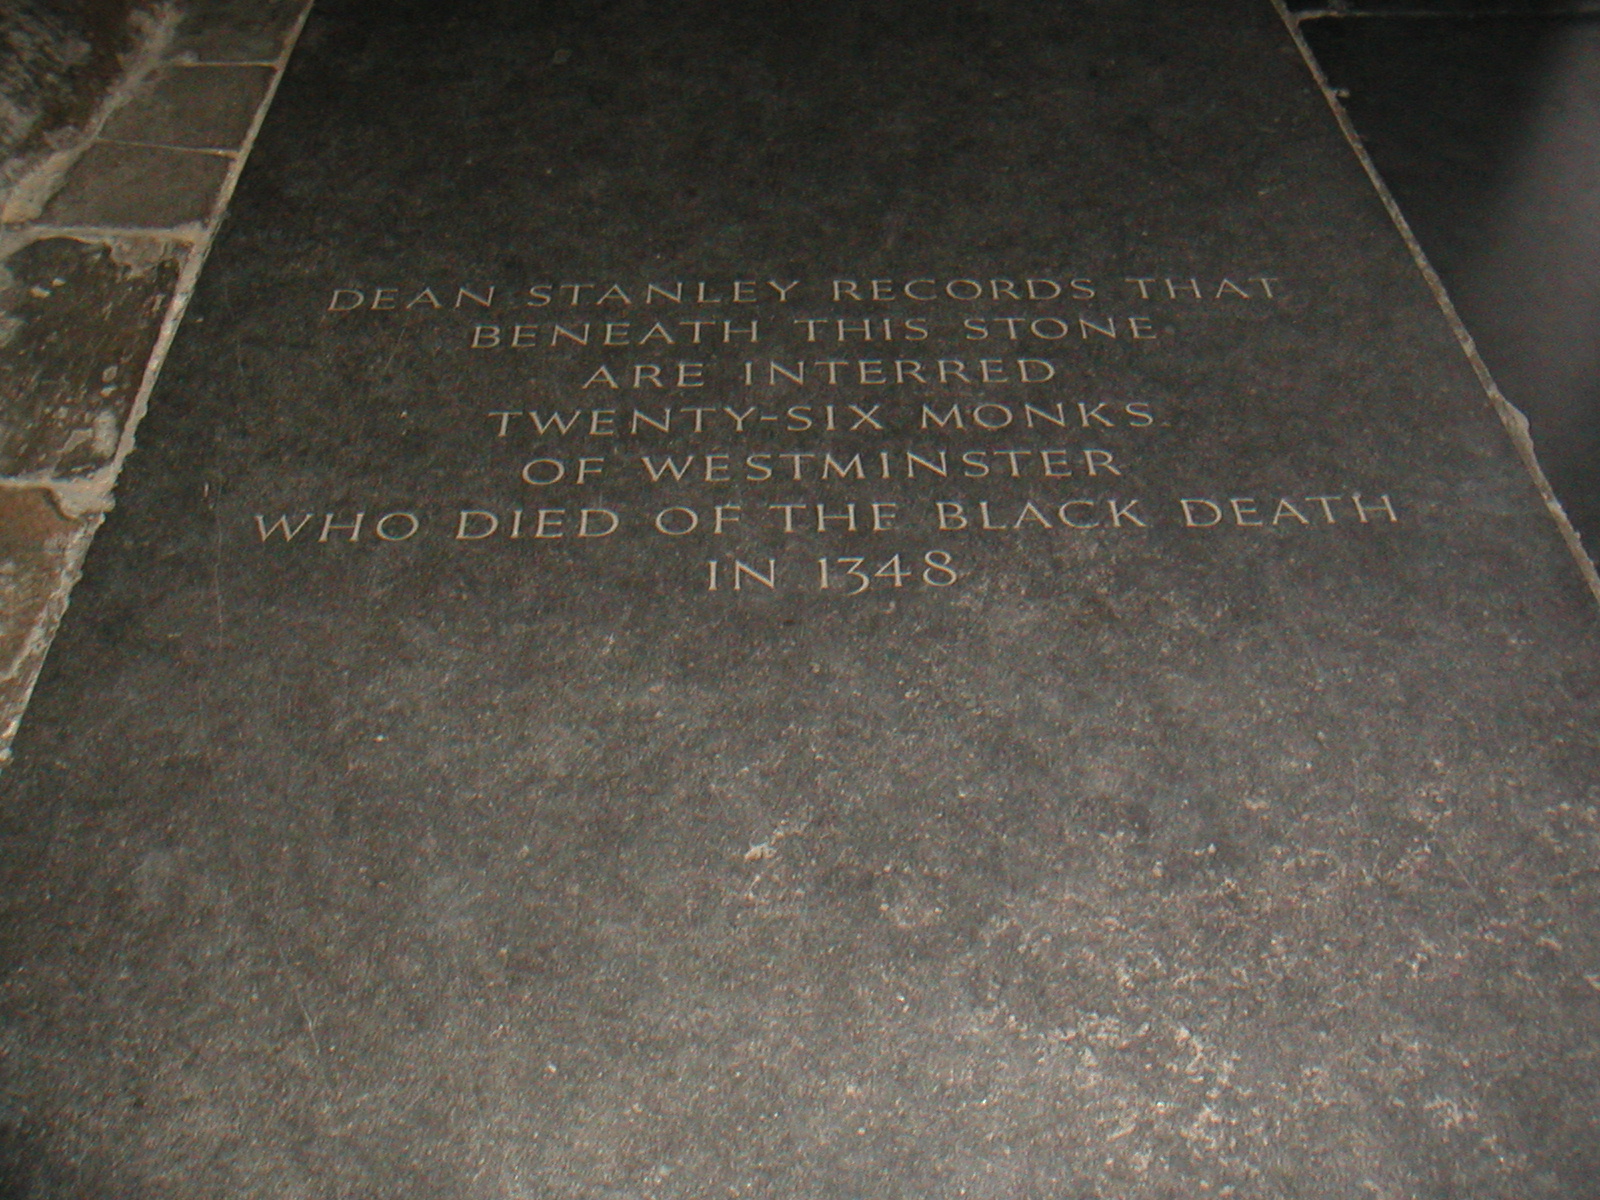 DEAN STANLEY RECORDS THAT
BENEATH THIS STONE
ARE INTERRED
TWENTY-SIX MONKS
OF WESTMINSTER
WHO DIED OF THE BLACK DEATH
IN 1348